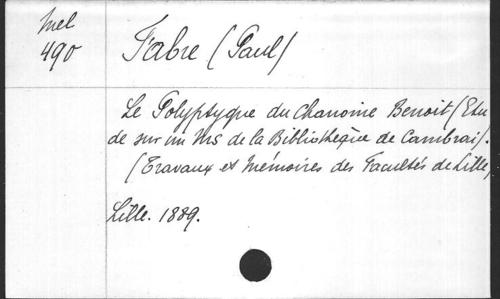 Mel
490
Fabre (Paul)
Le Polyptyque du Chanoine Benoit (Etu
de sur un Ms de la Bibliothèque de Cambrai).
(Travaux et Mémoires des Facultés de Lille)
Lille. 1889.